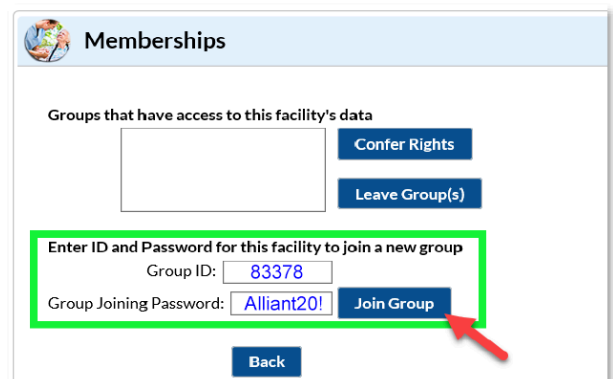 Memberships
Groups that have access to this facility's data
Confer Rights
Leave Group(s)
Enter ID and Password for this facility to join a new group
Group ID: 83378
Group Joining Password: Alliant20! Join Group
Back